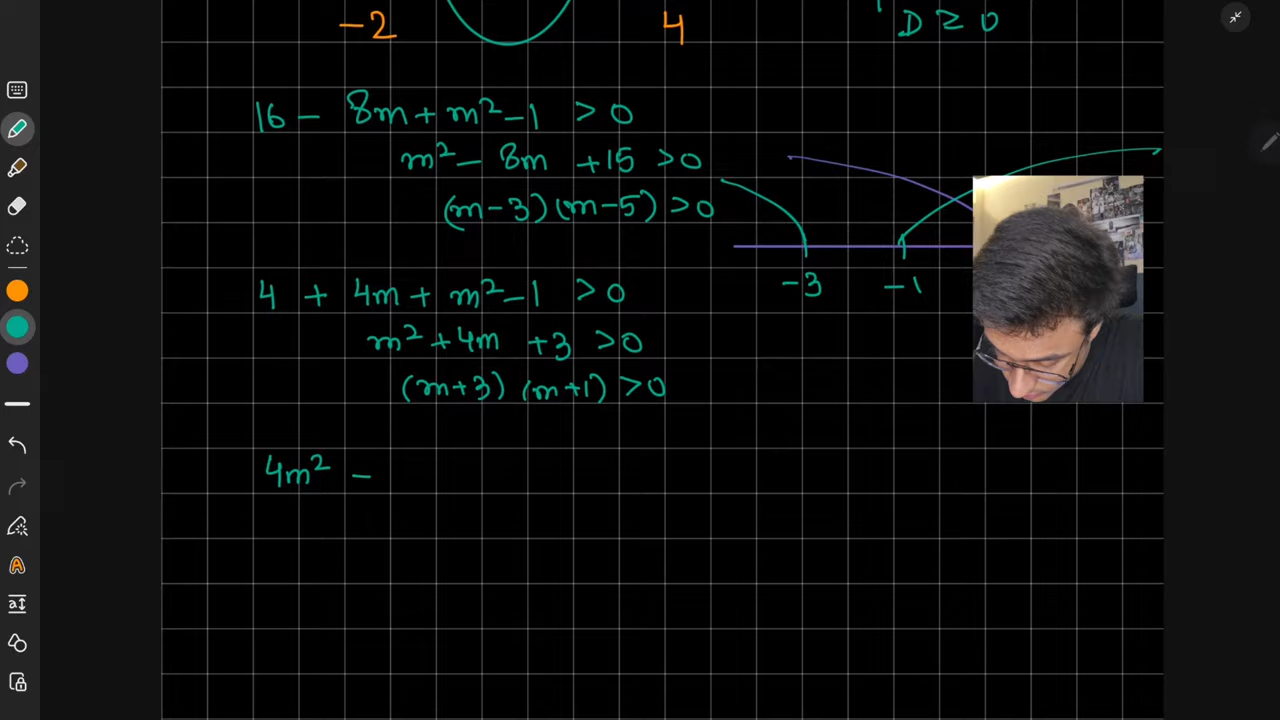 -2 4 D ≥ 0
16 - 8m + m² - 1 > 0
m² - 8m + 15 > 0
(m-3)(m-5) > 0
-3 -1
4 + 4m + m² - 1 > 0
m² + 4m + 3 > 0
(m+3) (m+1) > 0
4m² -